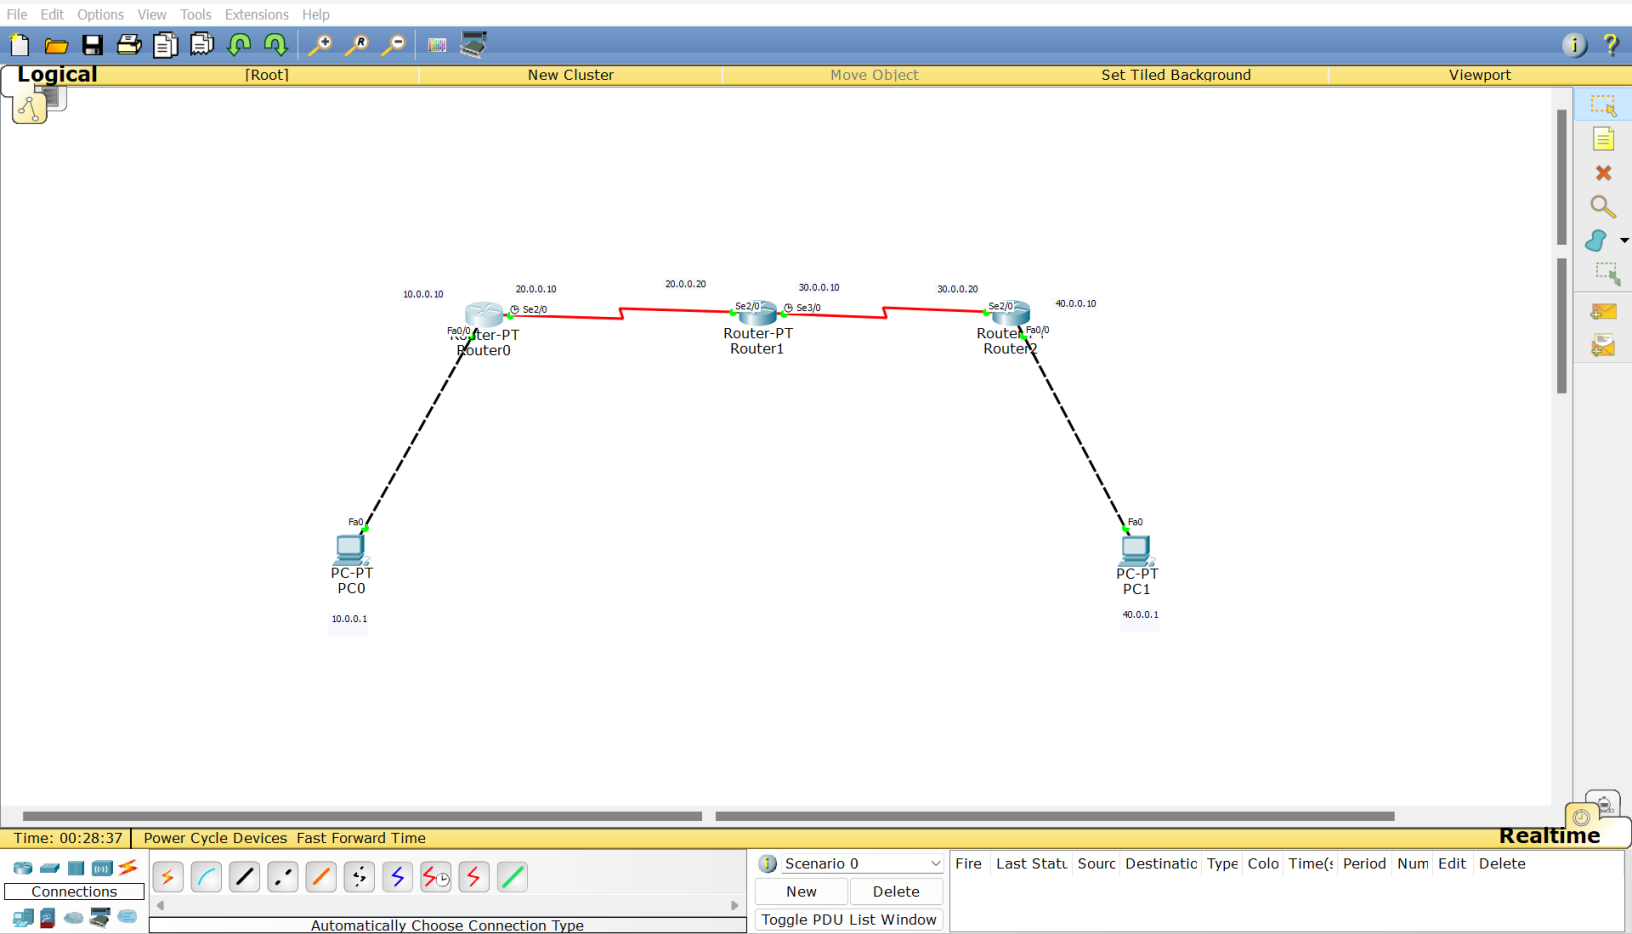 File Edit Options View Tools Extensions Help
Logical [Root] New Cluster Move Object Set Tiled Background Viewport
10.0.0.10 20.0.0.10 20.0.0.20 30.0.0.10 30.0.0.20 40.0.0.10
Se2/0 Se2/0 Se3/0 Se2/0
Fa0/0 Fa0/0
Router-PT Router-PT
Router0 Router1 Router2
Fa0 Fa0
PC-PT PC-PT
PC0 PC1
10.0.0.1 40.0.0.1
Realtime
Time: 00:28:37 Power Cycle Devices Fast Forward Time
Scenario 0
Fire Last Statu Sourc Destinatio Type Colo Time(s Period Num Edit Delete
Connections
New Delete
Toggle PDU List Window
Automatically Choose Connection Type